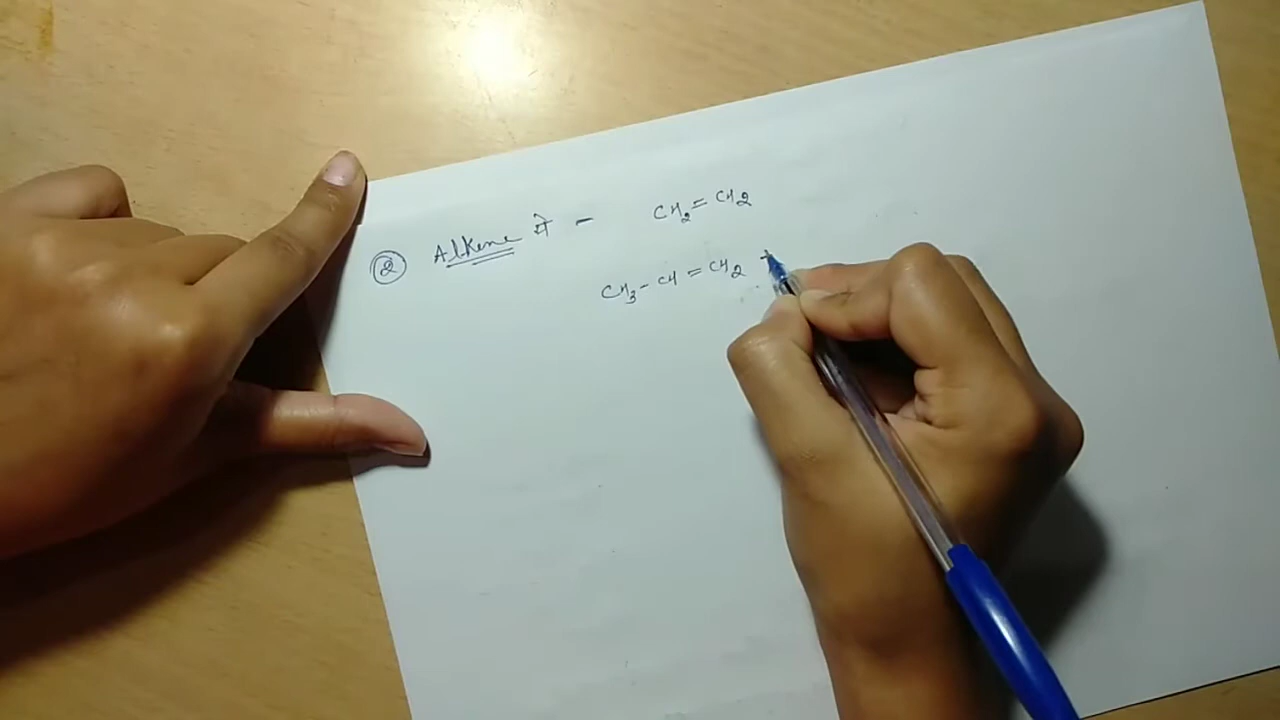 ② Alkene से - CH₂ = CH₂
CH₃ - CH = CH₂ +